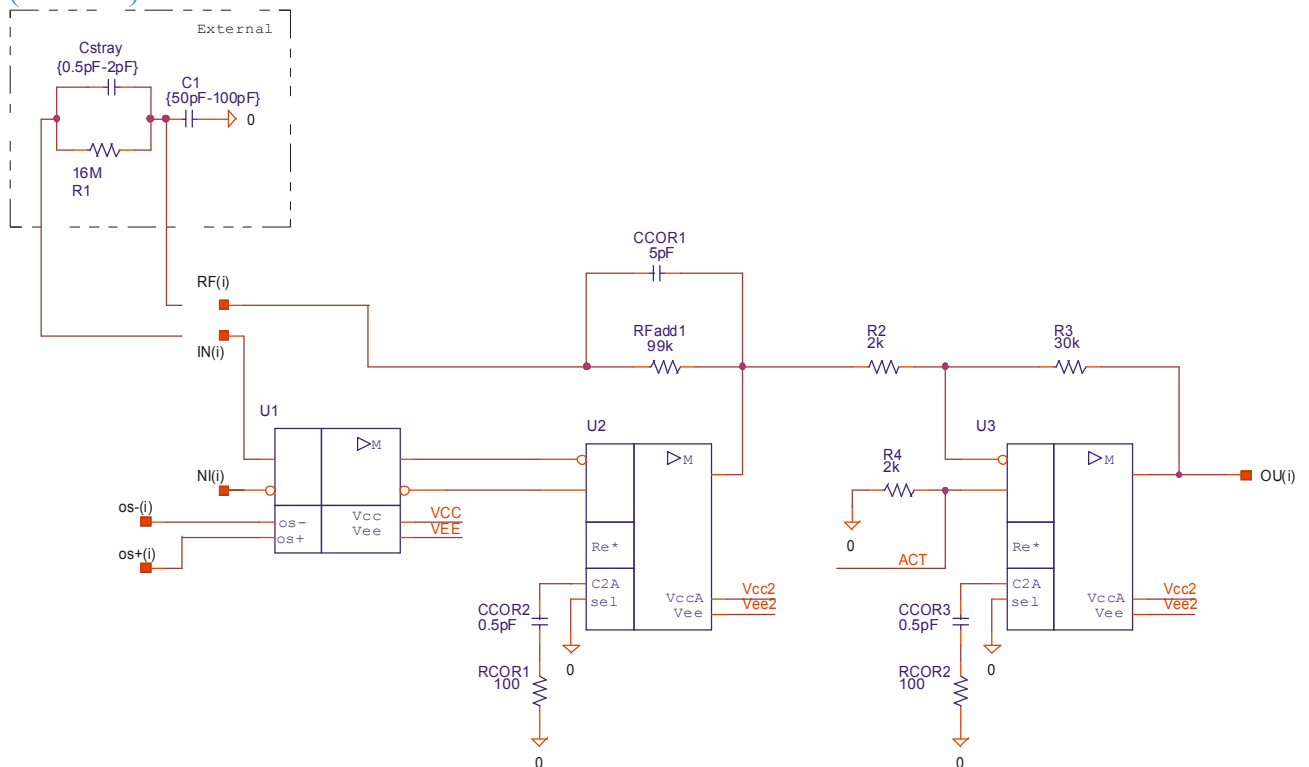 External
Cstray
{0.5pF-2pF}
C1
{50pF-100pF}
0
16M
R1
CCOR1
5pF
RF(i)
RFadd1
99k
R2
2k
R3
30k
IN(i)
U1
U2
U3
▷M
▷M
▷M
R4
2k
NI(i)
OU(i)
os-(i)
os-
Vcc
VCC
os+(i)
os+
Vee
VEE
0
Re*
Re*
ACT
C2A
C2A
sel
VccA
Vcc2
sel
VccA
Vcc2
Vee
Vee2
Vee
Vee2
CCOR2
0.5pF
CCOR3
0.5pF
0
0
RCOR1
100
RCOR2
100
0
0